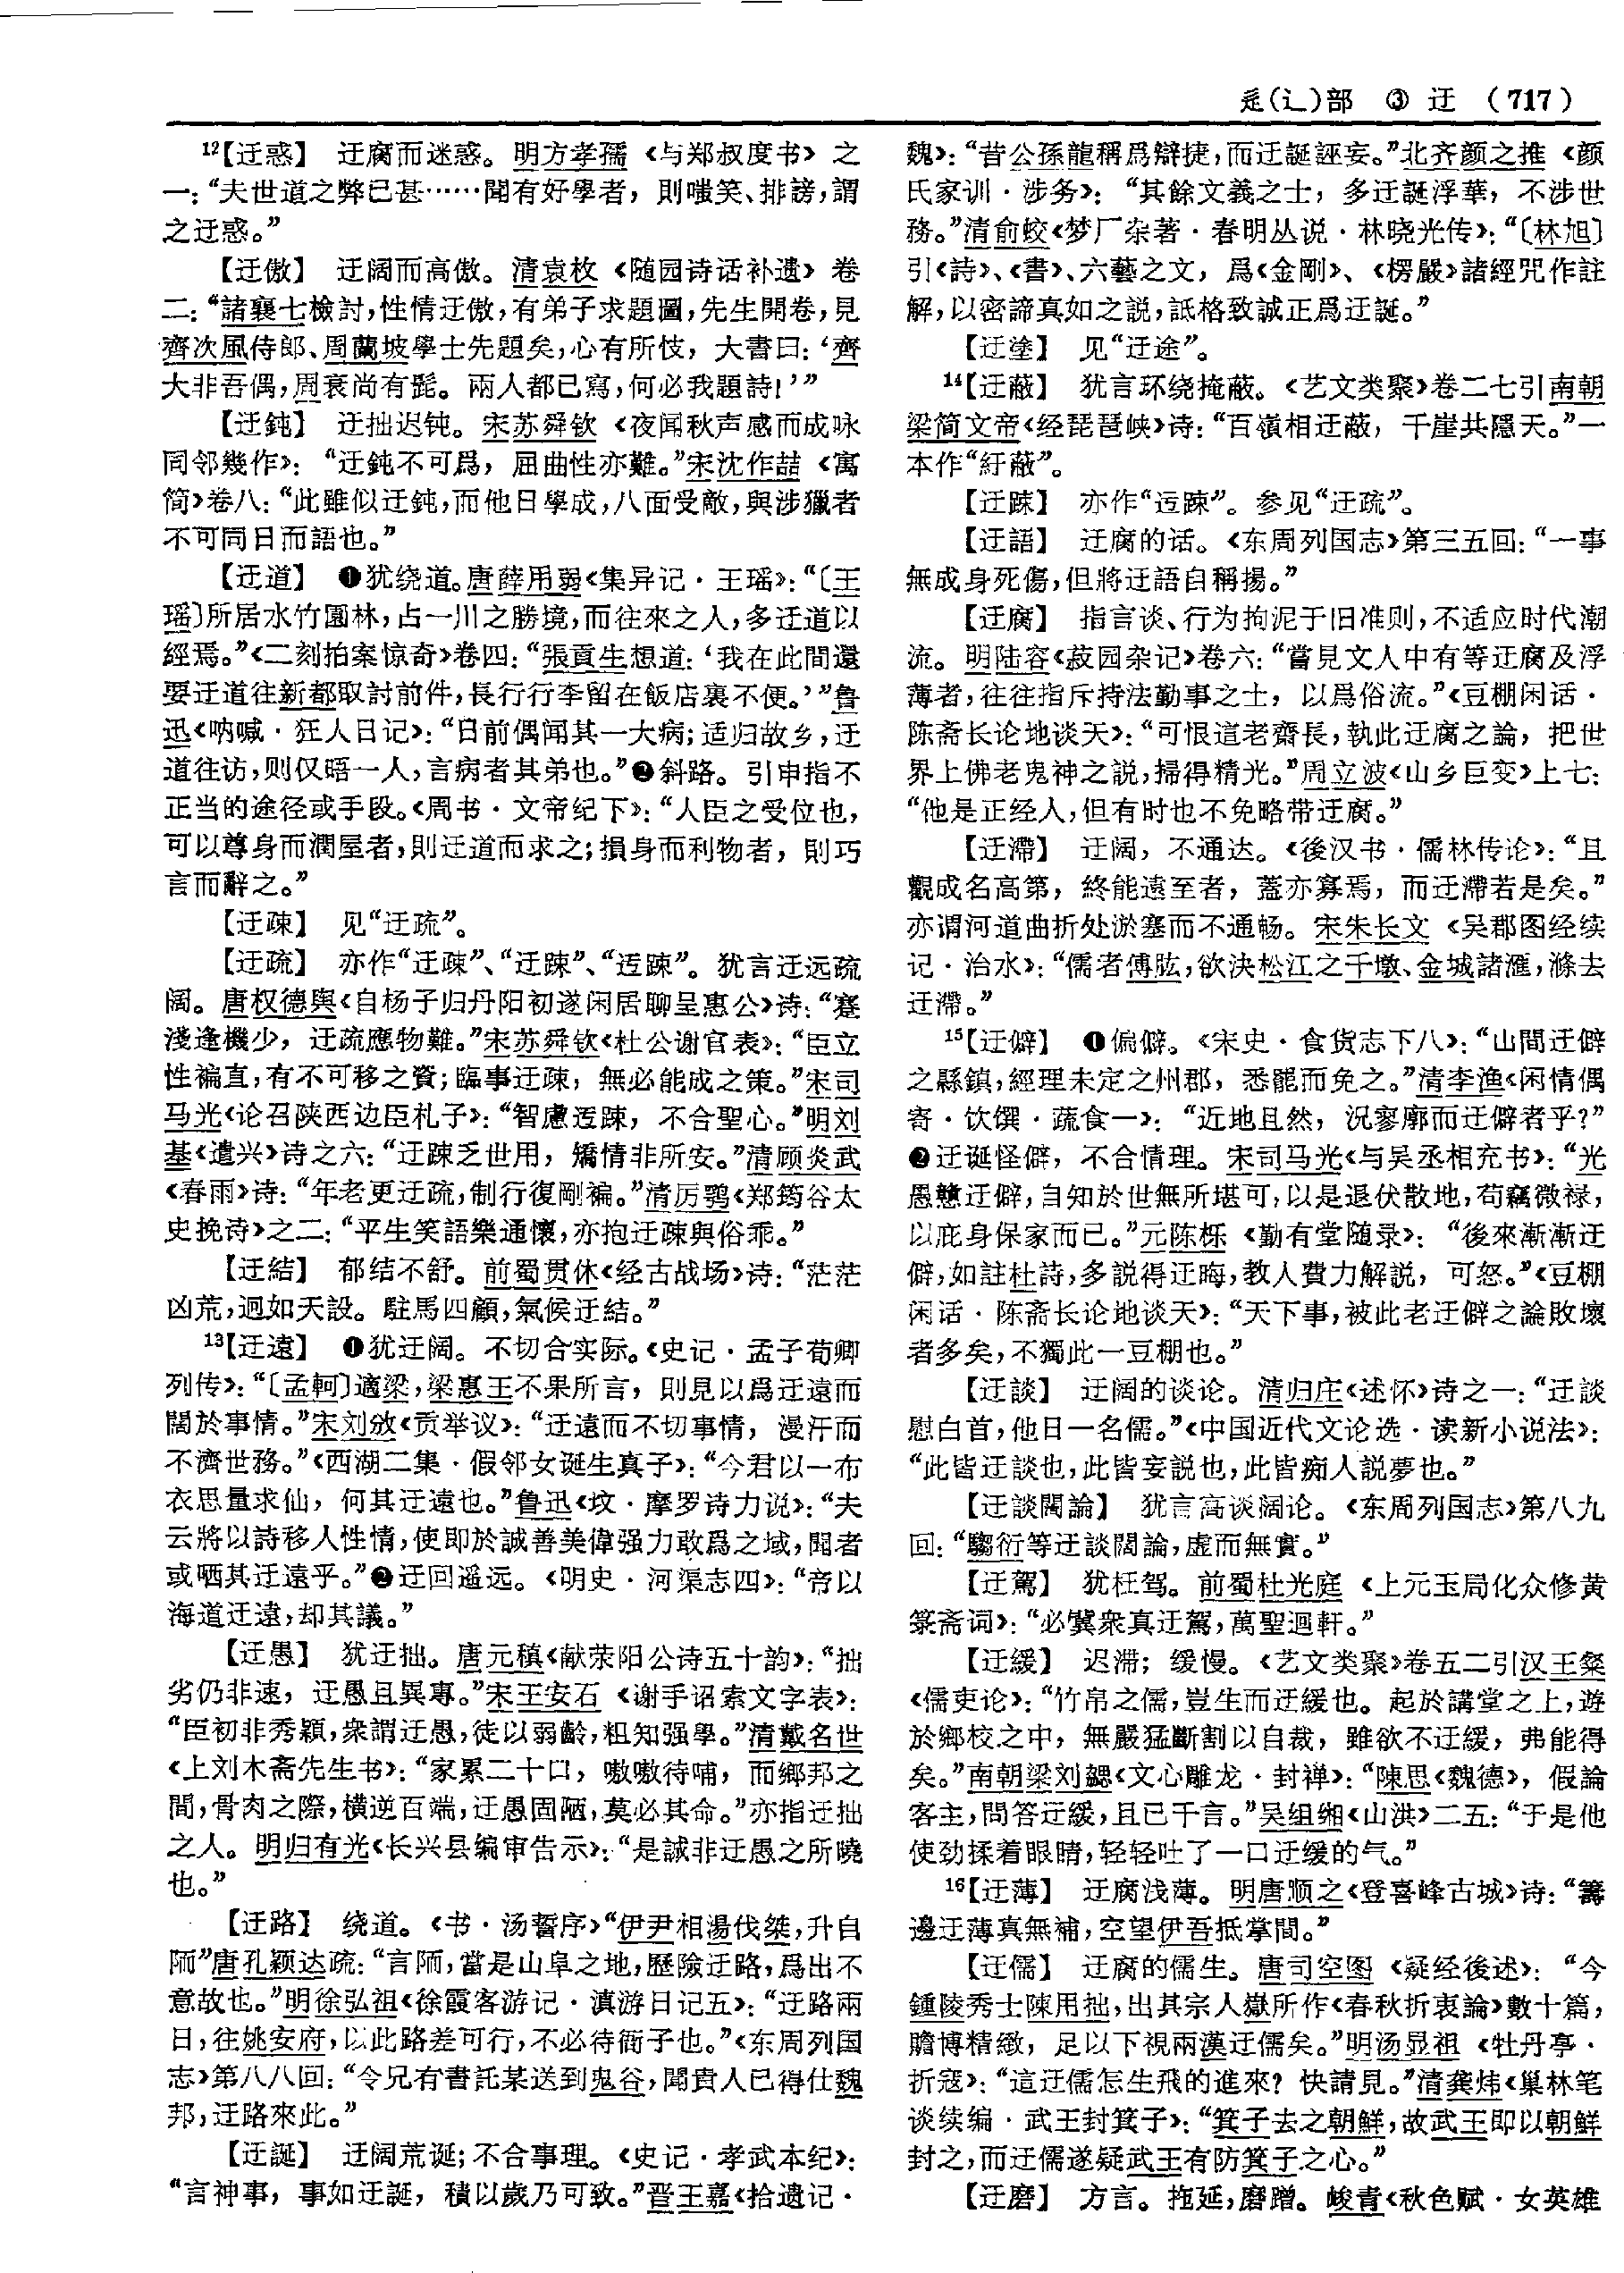 辵(辶)部 ③ 迂 (717)
¹²【迂惑】 迂腐而迷惑。明方孝孺《与郑叔度书》之
一：“夫世道之弊已甚……聞有好學者，則嗤笑、排謗，謂
之迂惑。”
【迂傲】 迂阔而高傲。清袁枚《随园诗话补遗》卷
二：“諸襄七檢討，性情迂傲，有弟子求題圖，先生開卷，見
齊次風侍郎、周蘭坡學士先題矣，心有所忮，大書曰：‘齊
大非吾偶，周衰尚有髭。兩人都已寫，何必我題詩！’”
【迂鈍】 迂拙迟钝。宋苏舜钦《夜闻秋声感而成咏
同邻幾作》：“迂鈍不可爲，屈曲性亦難。”宋沈作喆《寓
简》卷八：“此雖似迂鈍，而他日學成，八面受敵，與涉獵者
不可同日而語也。”
【迂道】 ❶犹绕道。唐薛用弱《集异记·王瑶》：“〔王
瑶〕所居水竹園林，占一川之勝境，而往來之人，多迂道以
經焉。”《二刻拍案惊奇》卷四：“張貢生想道：‘我在此間還
要迂道往新都取討前件，長行行李留在飯店裏不便。’”鲁
迅《呐喊·狂人日记》：“日前偶闻其一大病；适归故乡，迂
道往访，则仅晤一人，言病者其弟也。”❷斜路。引申指不
正当的途径或手段。《周书·文帝纪下》：“人臣之受位也，
可以尊身而潤屋者，則迂道而求之；損身而利物者，則巧
言而辭之。”
【迂疎】 见“迂疏”。
【迂疏】 亦作“迂疎”、“迂踈”、“迃踈”。犹言迂远疏
阔。唐权德舆《自杨子归丹阳初遂闲居聊呈惠公》诗：“蹇
淺逢機少，迂疏應物難。”宋苏舜钦《杜公谢官表》：“臣立
性褊直，有不可移之資；臨事迂疎，無必能成之策。”宋司
马光《论召陕西边臣札子》：“智慮迃踈，不合聖心。”明刘
基《遣兴》诗之六：“迂踈乏世用，矯情非所安。”清顾炎武
《春雨》诗：“年老更迂疏，制行復剛褊。”清厉鹗《郑筠谷太
史挽诗》之二：“平生笑語樂通懷，亦抱迂疎與俗乖。”
【迂結】 郁结不舒。前蜀贯休《经古战场》诗：“茫茫
凶荒，迥如天設。駐馬四顧，氣候迂結。”
¹³【迂遠】 ❶犹迂阔。不切合实际。《史记·孟子荀卿
列传》：“〔孟軻〕適梁，梁惠王不果所言，則見以爲迂遠而
闊於事情。”宋刘攽《贡举议》：“迂遠而不切事情，漫汗而
不濟世務。”《西湖二集·假邻女诞生真子》：“今君以一布
衣思量求仙，何其迂遠也。”鲁迅《坟·摩罗诗力说》：“夫
云將以詩移人性情，使即於誠善美偉强力敢爲之域，聞者
或哂其迂遠乎。”❷迂回遥远。《明史·河渠志四》：“帝以
海道迂遠，却其議。”
【迂愚】 犹迂拙。唐元稹《献荥阳公诗五十韵》：“拙
劣仍非速，迂愚且異專。”宋王安石《谢手诏索文字表》：
“臣初非秀穎，衆謂迂愚，徒以弱齡，粗知强學。”清戴名世
《上刘木斋先生书》：“家累二十口，嗷嗷待哺，而鄉邦之
間，骨肉之際，橫逆百端，迂愚固陋，莫必其命。”亦指迂拙
之人。明归有光《长兴县编审告示》：“是誠非迂愚之所曉
也。”
【迂路】 绕道。《书·汤誓序》“伊尹相湯伐桀，升自
陑”唐孔颖达疏：“言陑，當是山阜之地，歷險迂路，爲出不
意故也。”明徐弘祖《徐霞客游记·滇游日记五》：“迂路兩
日，往姚安府，以此路差可行，不必待街子也。”《东周列国
志》第八八回：“令兄有書託某送到鬼谷，聞貴人已得仕魏
邦，迂路來此。”
【迂誕】 迂阔荒诞；不合事理。《史记·孝武本纪》：
“言神事，事如迂誕，積以歲乃可致。”晋王嘉《拾遗记·
魏》：“昔公孫龍稱爲辯捷，而迂誕誣妄。”北齐颜之推《颜
氏家训·涉务》：“其餘文義之士，多迂誕浮華，不涉世
務。”清俞蛟《梦厂杂著·春明丛说·林晓光传》：“〔林旭〕
引《詩》、《書》、六藝之文，爲《金剛》、《楞嚴》諸經咒作註
解，以密諦真如之説，詆格致誠正爲迂誕。”
【迂塗】 见“迂途”。
¹⁴【迂蔽】 犹言环绕掩蔽。《艺文类聚》卷二七引南朝
梁简文帝《经琵琶峡》诗：“百嶺相迂蔽，千崖共隱天。”一
本作“紆蔽”。
【迂踈】 亦作“迃踈”。参见“迂疏”。
【迂語】 迂腐的话。《东周列国志》第三五回：“一事
無成身死傷，但將迂語自稱揚。”
【迂腐】 指言谈、行为拘泥于旧准则，不适应时代潮
流。明陆容《菽园杂记》卷六：“嘗見文人中有等迂腐及浮
薄者，往往指斥持法勤事之士，以爲俗流。”《豆棚闲话·
陈斋长论地谈天》：“可恨這老齋長，執此迂腐之論，把世
界上佛老鬼神之説，掃得精光。”周立波《山乡巨变》上七：
“他是正经人，但有时也不免略带迂腐。”
【迂滯】 迂阔，不通达。《後汉书·儒林传论》：“且
觀成名高第，終能遠至者，蓋亦寡焉，而迂滯若是矣。”
亦谓河道曲折处淤塞而不通畅。宋朱长文《吴郡图经续
记·治水》：“儒者傅肱，欲決松江之千墩、金城諸滙，滌去
迂滯。”
¹⁵【迂僻】 ❶偏僻。《宋史·食货志下八》：“山間迂僻
之縣鎮，經理未定之州郡，悉罷而免之。”清李渔《闲情偶
寄·饮馔·蔬食一》：“近地且然，況寥廓而迂僻者乎？”
❷迂诞怪僻，不合情理。宋司马光《与吴丞相充书》：“光
愚戇迂僻，自知於世無所堪可，以是退伏散地，苟竊微禄，
以庇身保家而已。”元陈栎《勤有堂随录》：“後來漸漸迂
僻，如註杜詩，多説得迂晦，教人費力解説，可怒。”《豆棚
闲话·陈斋长论地谈天》：“天下事，被此老迂僻之論敗壞
者多矣，不獨此一豆棚也。”
【迂談】 迂阔的谈论。清归庄《述怀》诗之一：“迂談
慰白首，他日一名儒。”《中国近代文论选·读新小说法》：
“此皆迂談也，此皆妄説也，此皆痴人説夢也。”
【迂談闊論】 犹言高谈阔论。《东周列国志》第八九
回：“騶衍等迂談闊論，虚而無實。”
【迂駕】 犹枉驾。前蜀杜光庭《上元玉局化众修黄
箓斋词》：“必冀衆真迂駕，萬聖迴軒。”
【迂緩】 迟滞；缓慢。《艺文类聚》卷五二引汉王粲
《儒吏论》：“竹帛之儒，豈生而迂緩也。起於講堂之上，遊
於鄉校之中，無嚴猛斷割以自裁，雖欲不迂緩，弗能得
矣。”南朝梁刘勰《文心雕龙·封禅》：“陳思《魏德》，假論
客主，問答迂緩，且已千言。”吴组缃《山洪》二五：“于是他
使劲揉着眼睛，轻轻吐了一口迂缓的气。”
¹⁶【迂薄】 迂腐浅薄。明唐顺之《登喜峰古城》诗：“籌
邊迂薄真無補，空望伊吾抵掌間。”
【迂儒】 迂腐的儒生。唐司空图《疑经後述》：“今
鍾陵秀士陳用拙，出其宗人嶽所作《春秋折衷論》數十篇，
贍博精緻，足以下視兩漢迂儒矣。”明汤显祖《牡丹亭·
折寇》：“這迂儒怎生飛的進來？快請見。”清龚炜《巢林笔
谈续编·武王封箕子》：“箕子去之朝鮮，故武王即以朝鮮
封之，而迂儒遂疑武王有防箕子之心。”
【迂磨】 方言。拖延，磨蹭。峻青《秋色赋·女英雄